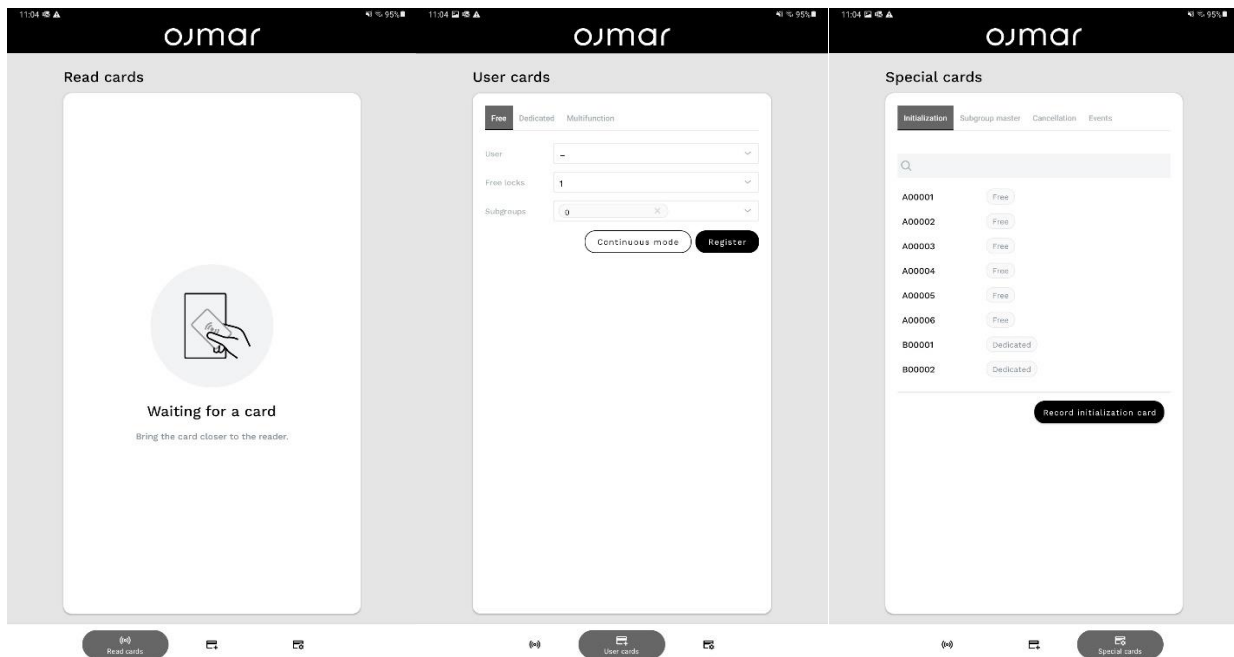 11:04 95%
ojmar
Read cards
Waiting for a card
Bring the card closer to the reader.
Read cards
11:04 95%
ojmar
User cards
Free Dedicated Multifunction
User –
Free locks 1
Subgroups 0
Continuous mode Register
User cards
11:04 95%
ojmar
Special cards
Initialization Subgroup master Cancellation Events
A00001 Free
A00002 Free
A00003 Free
A00004 Free
A00005 Free
A00006 Free
B00001 Dedicated
B00002 Dedicated
Record initialization card
Special cards